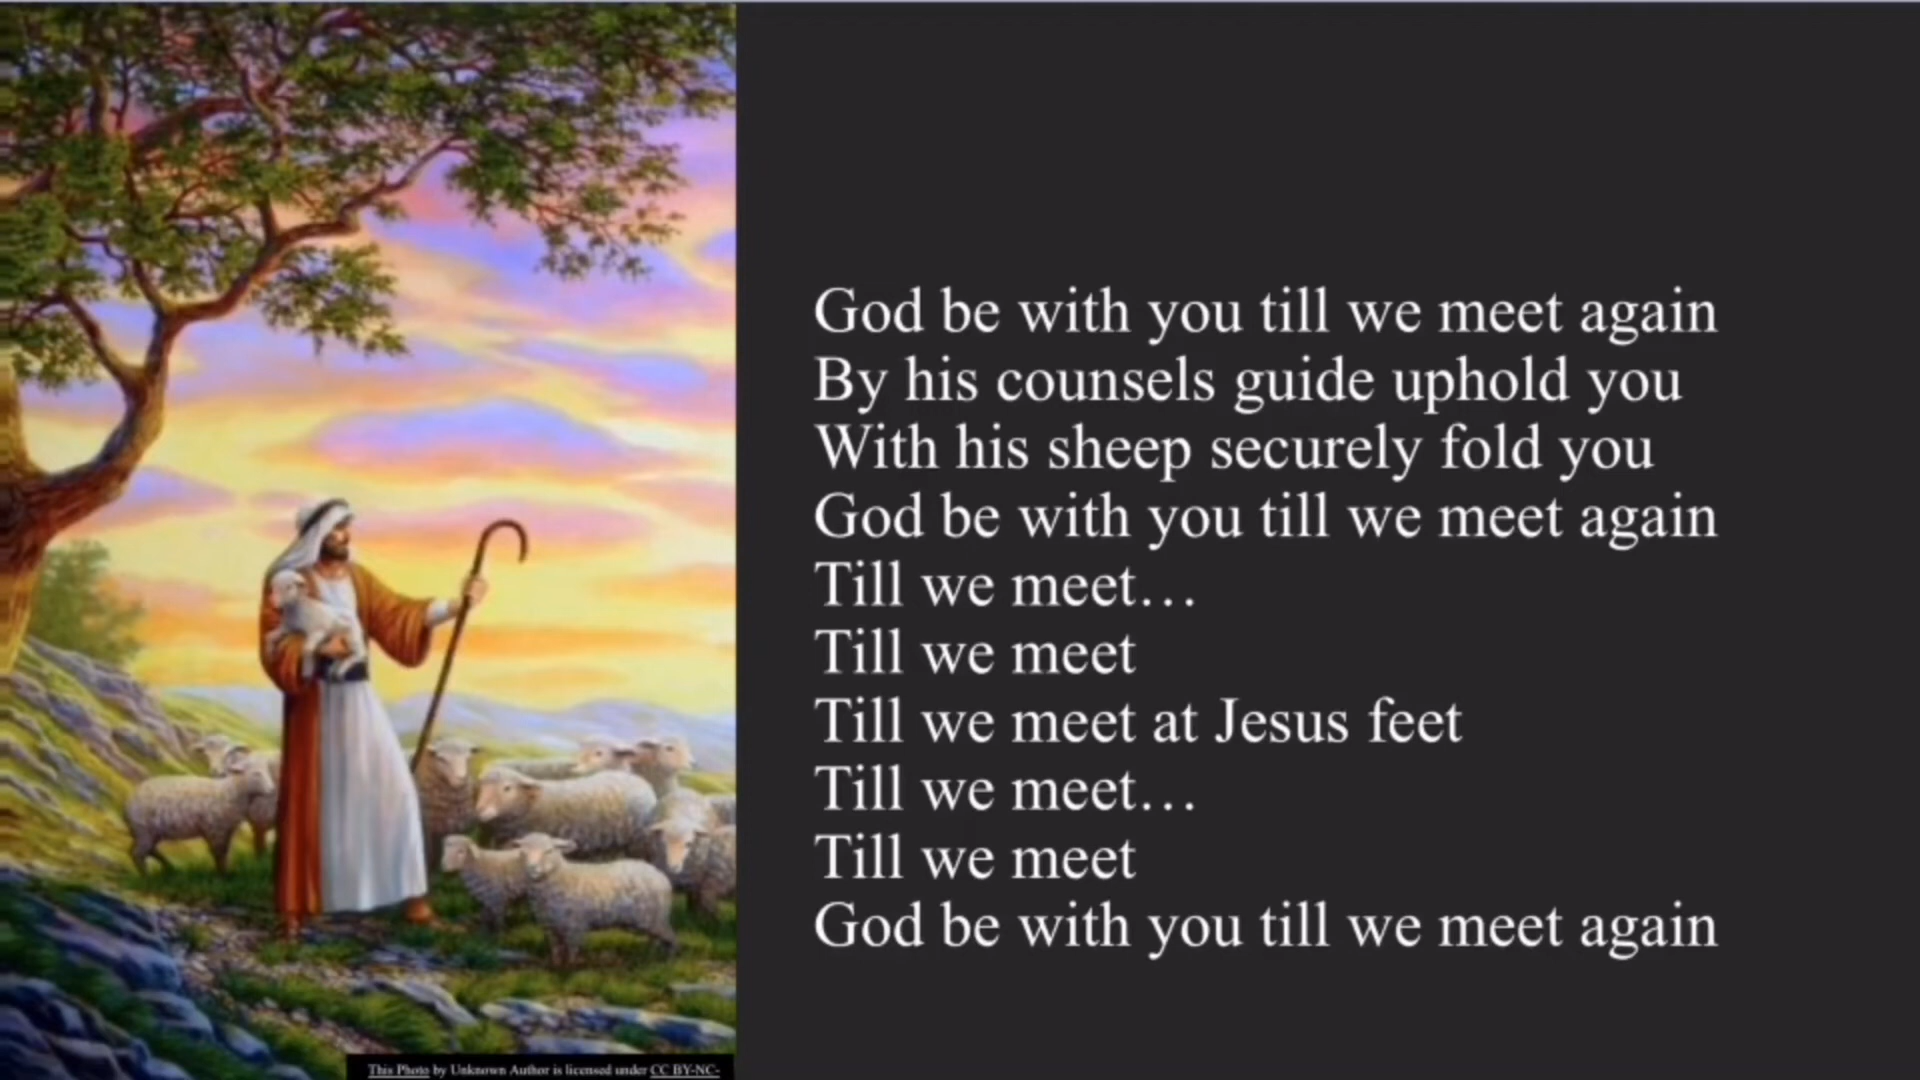 God be with you till we meet again
By his counsels guide uphold you
With his sheep securely fold you
God be with you till we meet again
Till we meet…
Till we meet
Till we meet at Jesus feet
Till we meet…
Till we meet
God be with you till we meet again
This Photo by Unknown Author is licensed under CC BY-NC-